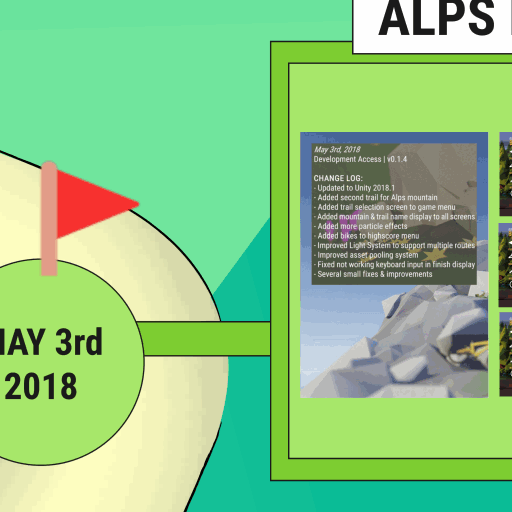 ALPS
May 3rd, 2018
Development Access | v0.1.4
CHANGE LOG:
- Updated to Unity 2018.1
- Added second trail for Alps mountain
- Added trail selection screen to game menu
- Added mountain & trail name display to all screens
- Added more particle effects
- Added bikes to highscore menu
- Improved Light System to support multiple routes
- Improved asset pooling system
- Fixed not working keyboard input in finish display
- Several small fixes & improvements
MAY 3rd
2018